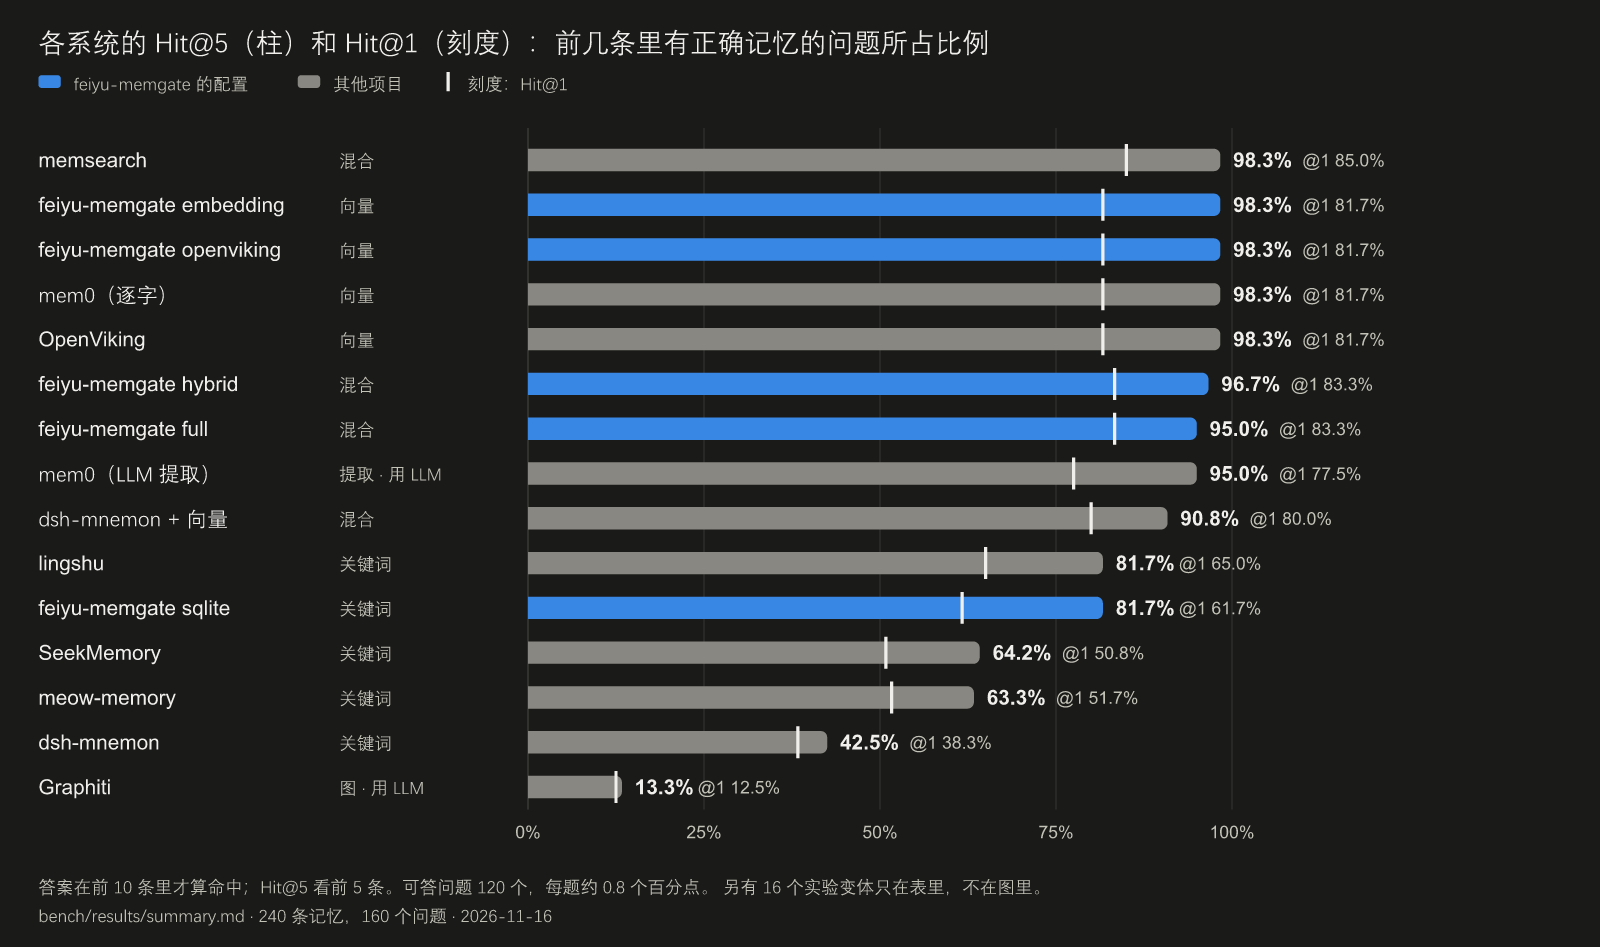 各系统的 Hit@5（柱）和 Hit@1（刻度）：前几条里有正确记忆的问题所占比例
feiyu-memgate 的配置 其他项目 刻度：Hit@1
memsearch 混合 98.3% @1 85.0%
feiyu-memgate embedding 向量 98.3% @1 81.7%
feiyu-memgate openviking 向量 98.3% @1 81.7%
mem0（逐字） 向量 98.3% @1 81.7%
OpenViking 向量 98.3% @1 81.7%
feiyu-memgate hybrid 混合 96.7% @1 83.3%
feiyu-memgate full 混合 95.0% @1 83.3%
mem0（LLM 提取） 提取 · 用 LLM 95.0% @1 77.5%
dsh-mnemon + 向量 混合 90.8% @1 80.0%
lingshu 关键词 81.7% @1 65.0%
feiyu-memgate sqlite 关键词 81.7% @1 61.7%
SeekMemory 关键词 64.2% @1 50.8%
meow-memory 关键词 63.3% @1 51.7%
dsh-mnemon 关键词 42.5% @1 38.3%
Graphiti 图 · 用 LLM 13.3% @1 12.5%
0% 25% 50% 75% 100%
答案在前 10 条里才算命中；Hit@5 看前 5 条。可答问题 120 个，每题约 0.8 个百分点。 另有 16 个实验变体只在表里，不在图里。
bench/results/summary.md · 240 条记忆，160 个问题 · 2026-11-16